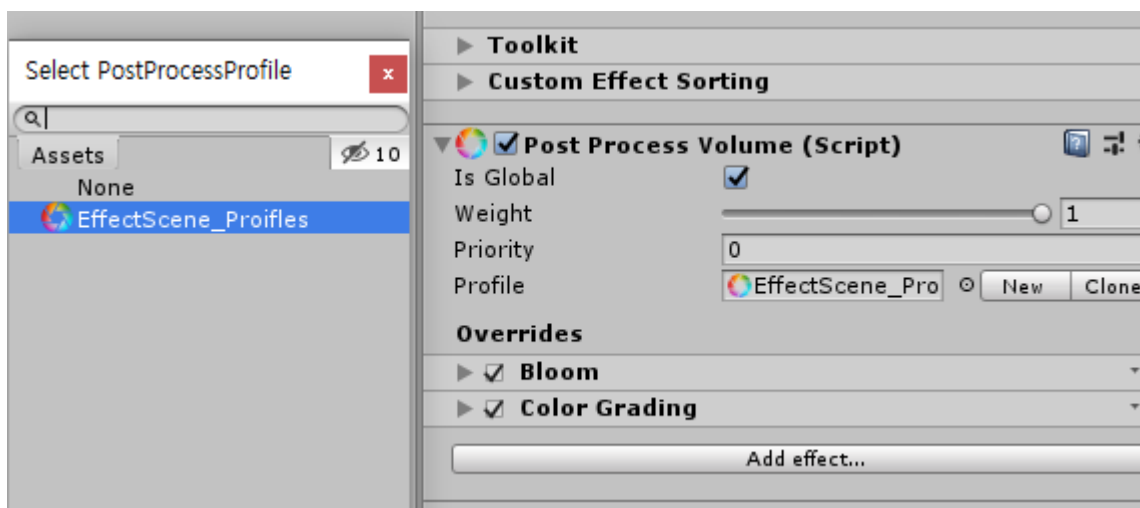 Select PostProcessProfile
x
Assets
10
None
EffectScene_Proifles
Toolkit
Custom Effect Sorting
Post Process Volume (Script)
Is Global
Weight
1
Priority
0
Profile
EffectScene_Pro
New
Clone
Overrides
Bloom
Color Grading
Add effect...